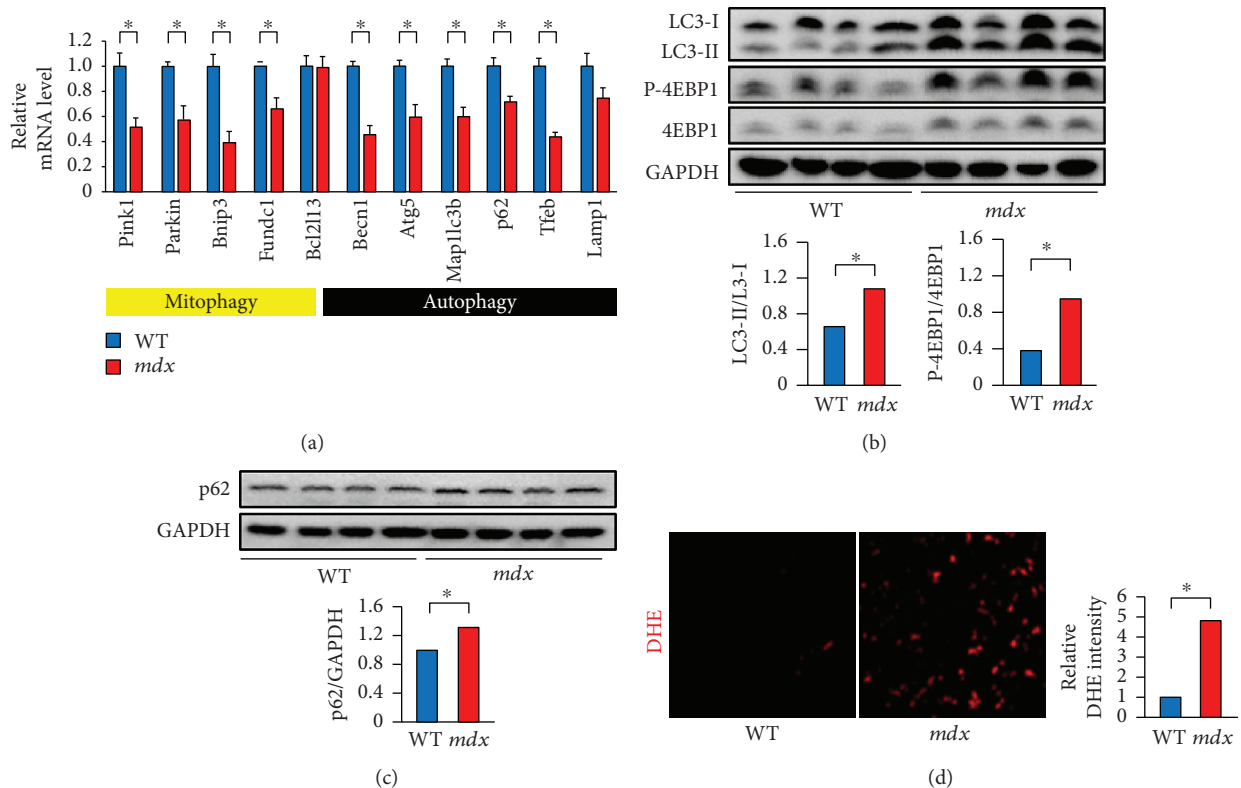 Relative
mRNA level
1.2
1.0
0.8
0.6
0.4
0.2
0
* * * * * * * * *
Pink1
Parkin
Bnip3
Fundc1
Bcl2l13
Becn1
Atg5
Map1lc3b
p62
Tfeb
Lamp1
Mitophagy
Autophagy
WT
mdx
(a)
LC3-I
LC3-II
P-4EBP1
4EBP1
GAPDH
WT
mdx
LC3-II/L3-I
1.6
1.2
0.8
0.4
0
*
WT mdx
P-4EBP1/4EBP1
1.6
1.2
0.8
0.4
0
*
WT mdx
(b)
p62
GAPDH
WT
mdx
p62/GAPDH
1.6
1.2
0.8
0.4
0
*
WT mdx
(c)
DHE
WT
mdx
Relative
DHE intensity
6
5
4
3
2
1
0
*
WT mdx
(d)